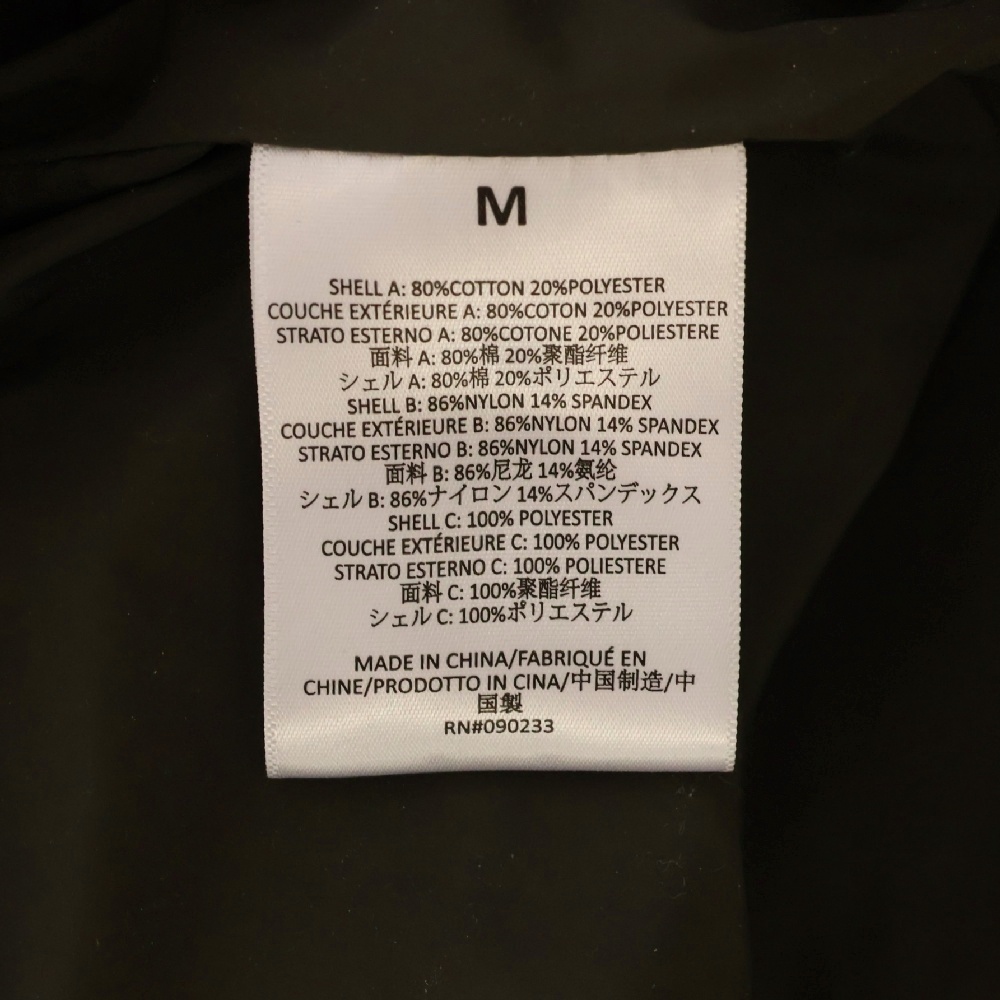 M
SHELL A: 80%COTTON 20%POLYESTER
COUCHE EXTÉRIEURE A: 80%COTON 20%POLYESTER
STRATO ESTERNO A: 80%COTONE 20%POLIESTERE
面料 A: 80%棉 20%聚酯纤维
シェル A: 80%棉 20%ポリエステル
SHELL B: 86%NYLON 14% SPANDEX
COUCHE EXTÉRIEURE B: 86%NYLON 14% SPANDEX
STRATO ESTERNO B: 86%NYLON 14% SPANDEX
面料 B: 86%尼龙 14%氨纶
シェル B: 86%ナイロン 14%スパンデックス
SHELL C: 100% POLYESTER
COUCHE EXTÉRIEURE C: 100% POLYESTER
STRATO ESTERNO C: 100% POLIESTERE
面料 C: 100%聚酯纤维
シェル C: 100%ポリエステル
MADE IN CHINA/FABRIQUÉ EN
CHINE/PRODOTTO IN CINA/中国制造/中
国製
RN#090233